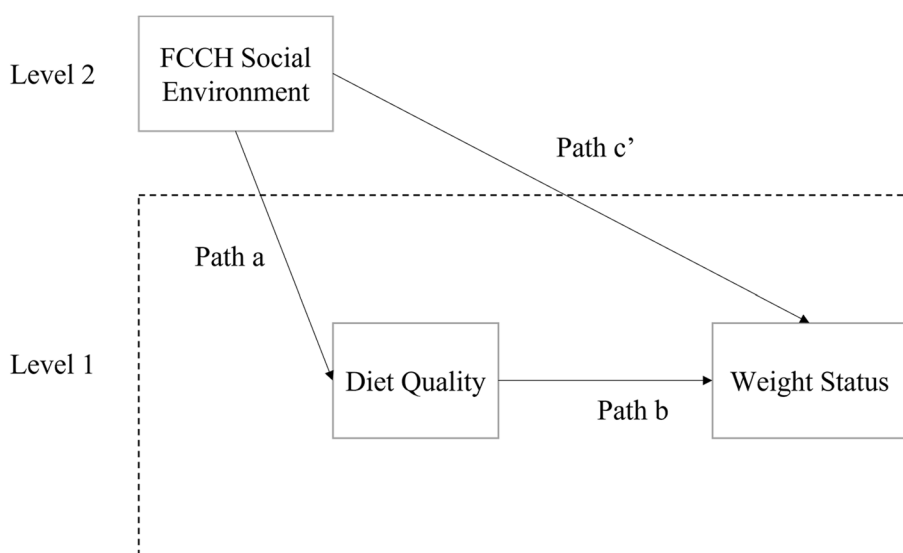 Level 2
FCCH Social
Environment
Path c’
Path a
Level 1
Diet Quality
Path b
Weight Status